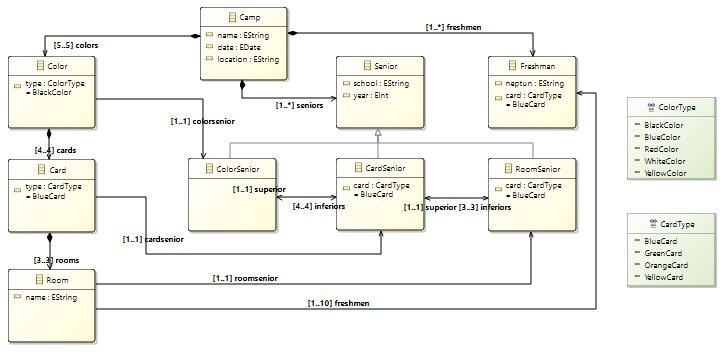 Camp
name : EString
date : EDate
location : EString
[5..5] colors
[1..*] freshmen
Color
type : ColorType
= BlackColor
[1..*] seniors
Senior
school : EString
year : EInt
Freshman
neptun : EString
card : CardType
= BlueCard
[1..1] colorsenior
[4..4] cards
Card
type : CardType
= BlueCard
ColorSenior
[1..1] superior
[4..4] inferiors
CardSenior
card : CardType
= BlueCard
[1..1] superior
[3..3] inferiors
RoomSenior
card : CardType
= BlueCard
[1..1] cardsenior
[3..3] rooms
Room
name : EString
[1..1] roomsenior
[1..10] freshmen
ColorType
BlackColor
BlueColor
RedColor
WhiteColor
YellowColor
CardType
BlueCard
GreenCard
OrangeCard
YellowCard